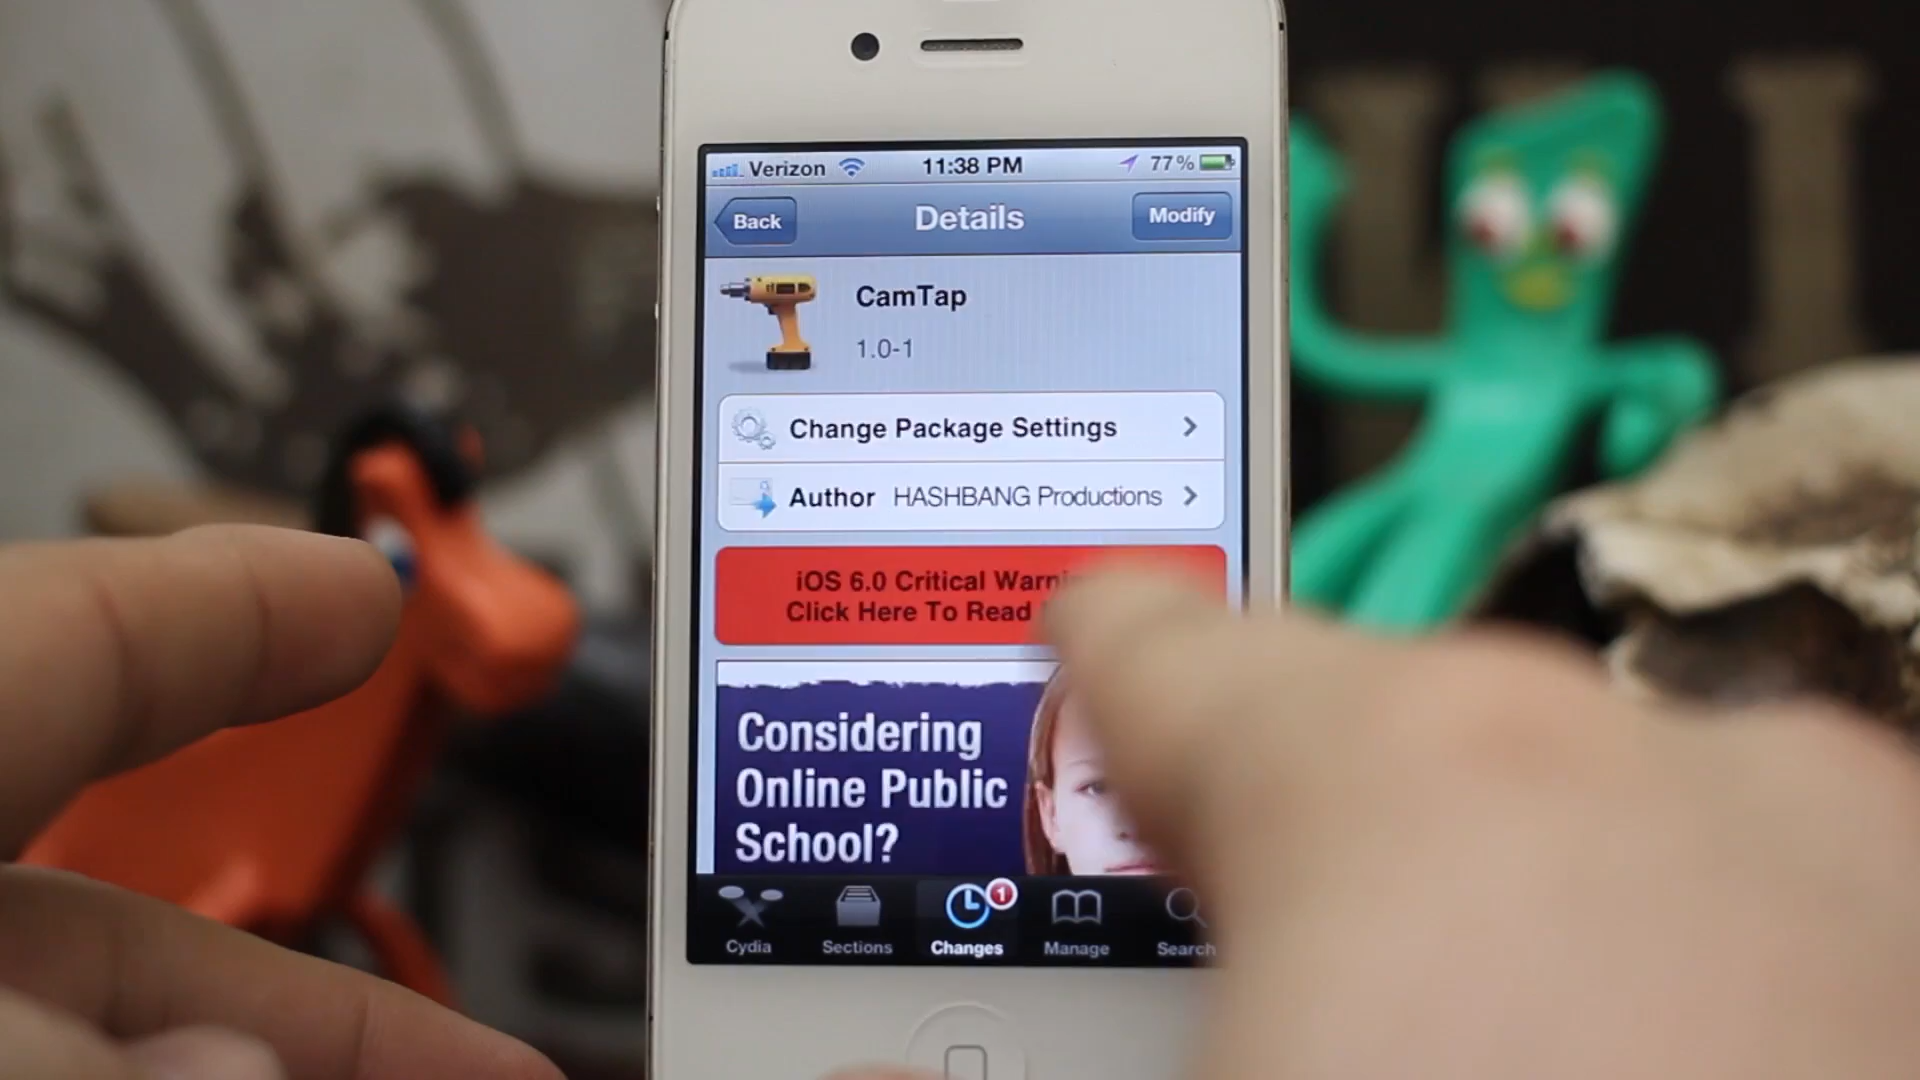 Verizon 11:38 PM 77%
Back Details Modify
CamTap
1.0-1
Change Package Settings
Author HASHBANG Productions
iOS 6.0 Critical
Click Here To Read
Considering
Online Public
School?
1
Cydia Sections Changes Manage Search